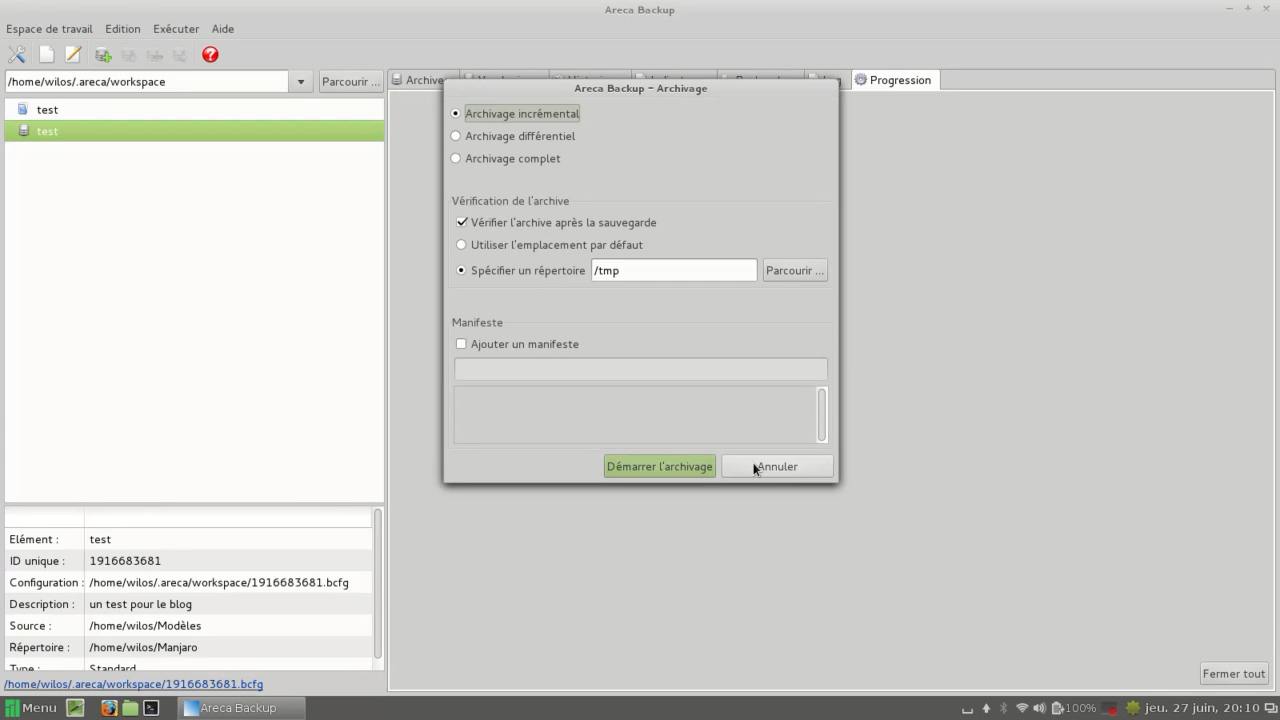 Areca Backup
Espace de travail Edition Exécuter Aide
/home/wilos/.areca/workspace Parcourir ...
Progression
test
test
Areca Backup - Archivage
Archivage incrémental
Archivage différentiel
Archivage complet
Vérification de l'archive
Vérifier l'archive après la sauvegarde
Utiliser l'emplacement par défaut
Spécifier un répertoire /tmp Parcourir ...
Manifeste
Ajouter un manifeste
Démarrer l'archivage Annuler
Elément : test
ID unique : 1916683681
Configuration : /home/wilos/.areca/workspace/1916683681.bcfg
Description : un test pour le blog
Source : /home/wilos/Modèles
Répertoire : /home/wilos/Manjaro
Type : Standard
/home/wilos/.areca/workspace/1916683681.bcfg
Fermer tout
Menu Areca Backup 100% jeu. 27 juin, 20:10